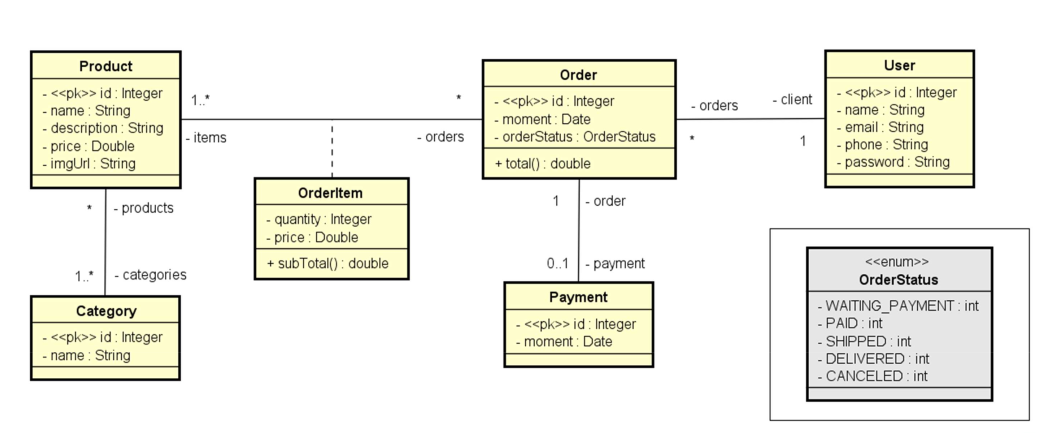 Product
- <<pk>> id : Integer
- name : String
- description : String
- price : Double
- imgUrl : String
1..*
- items
*
- orders
Order
- <<pk>> id : Integer
- moment : Date
- orderStatus : OrderStatus
+ total() : double
- orders
*
- client
1
User
- <<pk>> id : Integer
- name : String
- email : String
- phone : String
- password : String
OrderItem
- quantity : Integer
- price : Double
+ subTotal() : double
* - products
1..* - categories
Category
- <<pk>> id : Integer
- name : String
1 - order
0..1 - payment
Payment
- <<pk>> id : Integer
- moment : Date
<<enum>>
OrderStatus
- WAITING_PAYMENT : int
- PAID : int
- SHIPPED : int
- DELIVERED : int
- CANCELED : int